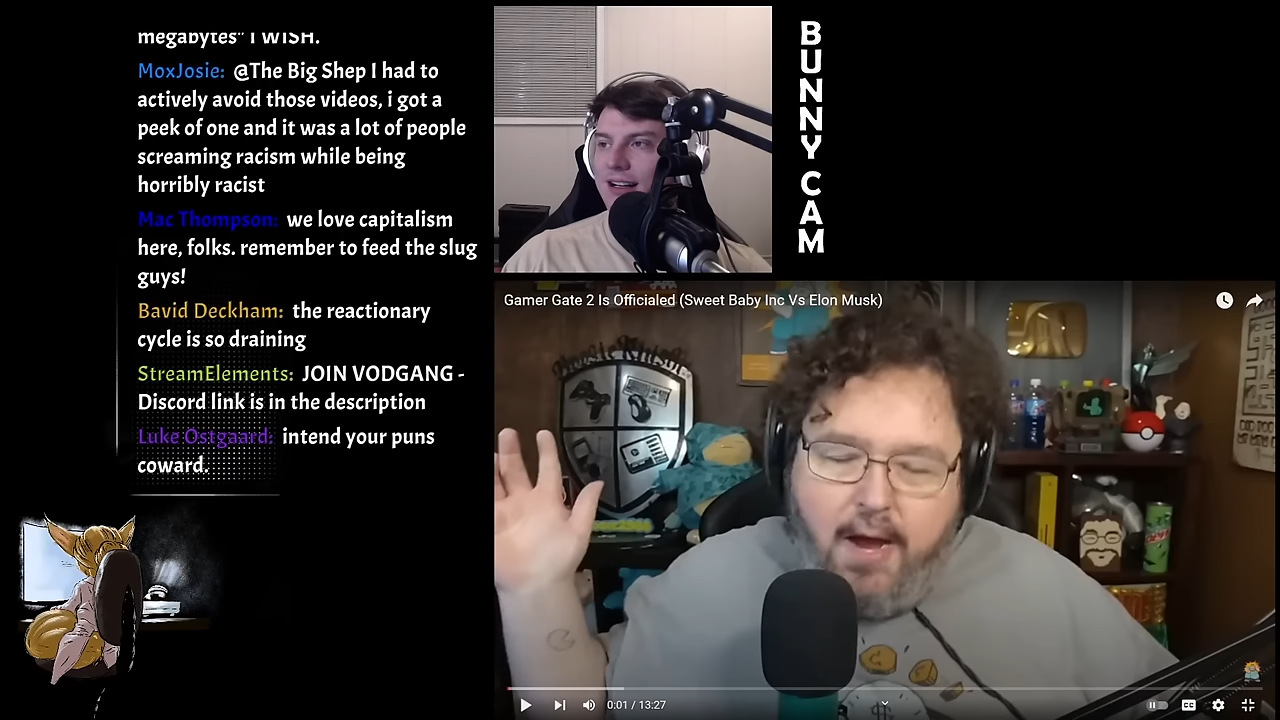 megabytes" I WISH.
MoxJosie: @The Big Shep I had to
actively avoid those videos, i got a
peek of one and it was a lot of people
screaming racism while being
horribly racist
Mac Thompson: we love capitalism
here, folks. remember to feed the slug
guys!
Bavid Deckham: the reactionary
cycle is so draining
StreamElements: JOIN VODGANG -
Discord link is in the description
Luke Ostgaard: intend your puns
coward.
BUNNY CAM
Gamer Gate 2 Is Officialed (Sweet Baby Inc Vs Elon Musk)
0:01 / 13:27
CC